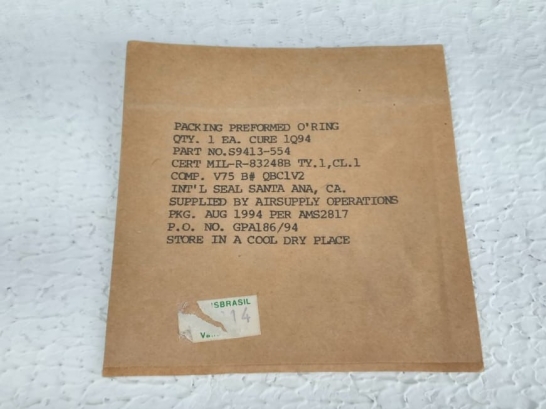 PACKING PREFORMED O'RING
QTY. 1 EA. CURE 1Q94
PART NO.S9413-554
CERT MIL-R-83248B TY.1,CL.1
COMP. V75 B# QBC1V2
INT"L SEAL SANTA ANA, CA.
SUPPLIED BY AIRSUPPLY OPERATIONS
PKG. AUG 1994 PER AMS2817
P.O. NO. GPA186/94
STORE IN A COOL DRY PLACE
ISBRASIL
14